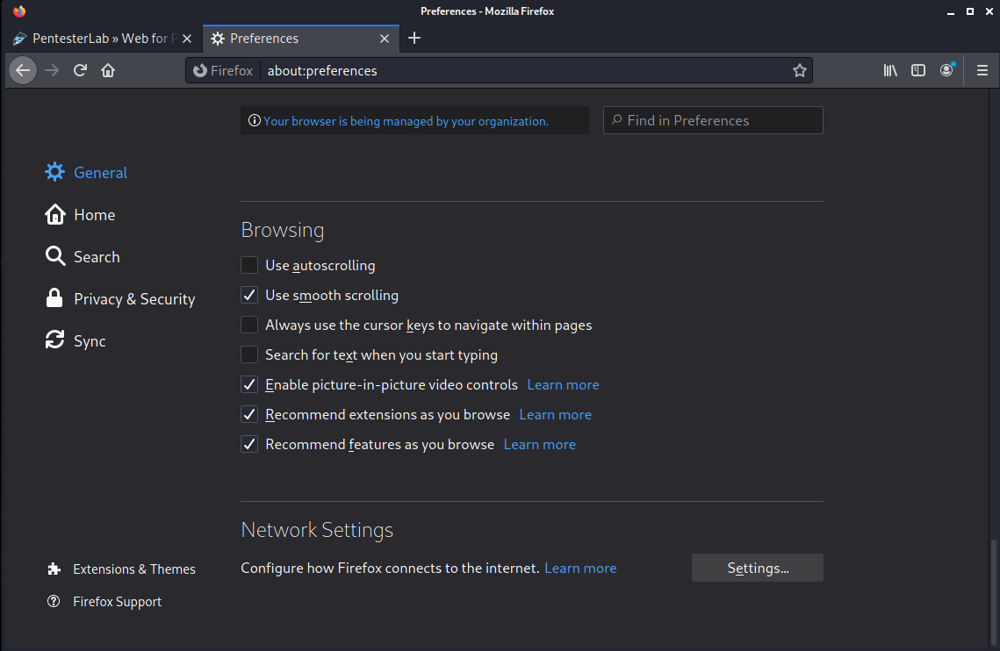 Preferences - Mozilla Firefox
PentesterLab » Web for P
Preferences
Firefox about:preferences
Your browser is being managed by your organization.
Find in Preferences
General
Home
Search
Privacy & Security
Sync
Extensions & Themes
Firefox Support
Browsing
Use autoscrolling
Use smooth scrolling
Always use the cursor keys to navigate within pages
Search for text when you start typing
Enable picture-in-picture video controls Learn more
Recommend extensions as you browse Learn more
Recommend features as you browse Learn more
Network Settings
Configure how Firefox connects to the internet. Learn more
Settings...